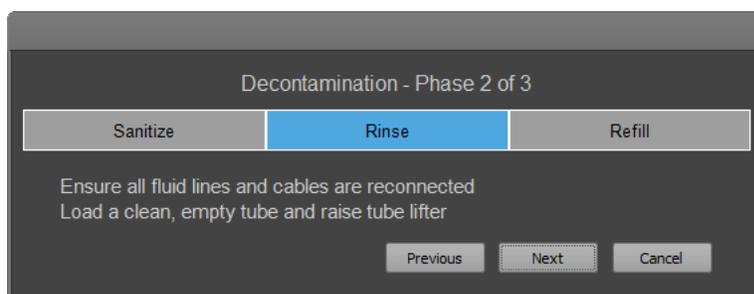 Decontamination - Phase 2 of 3
Sanitize Rinse Refill
Ensure all fluid lines and cables are reconnected
Load a clean, empty tube and raise tube lifter
Previous Next Cancel